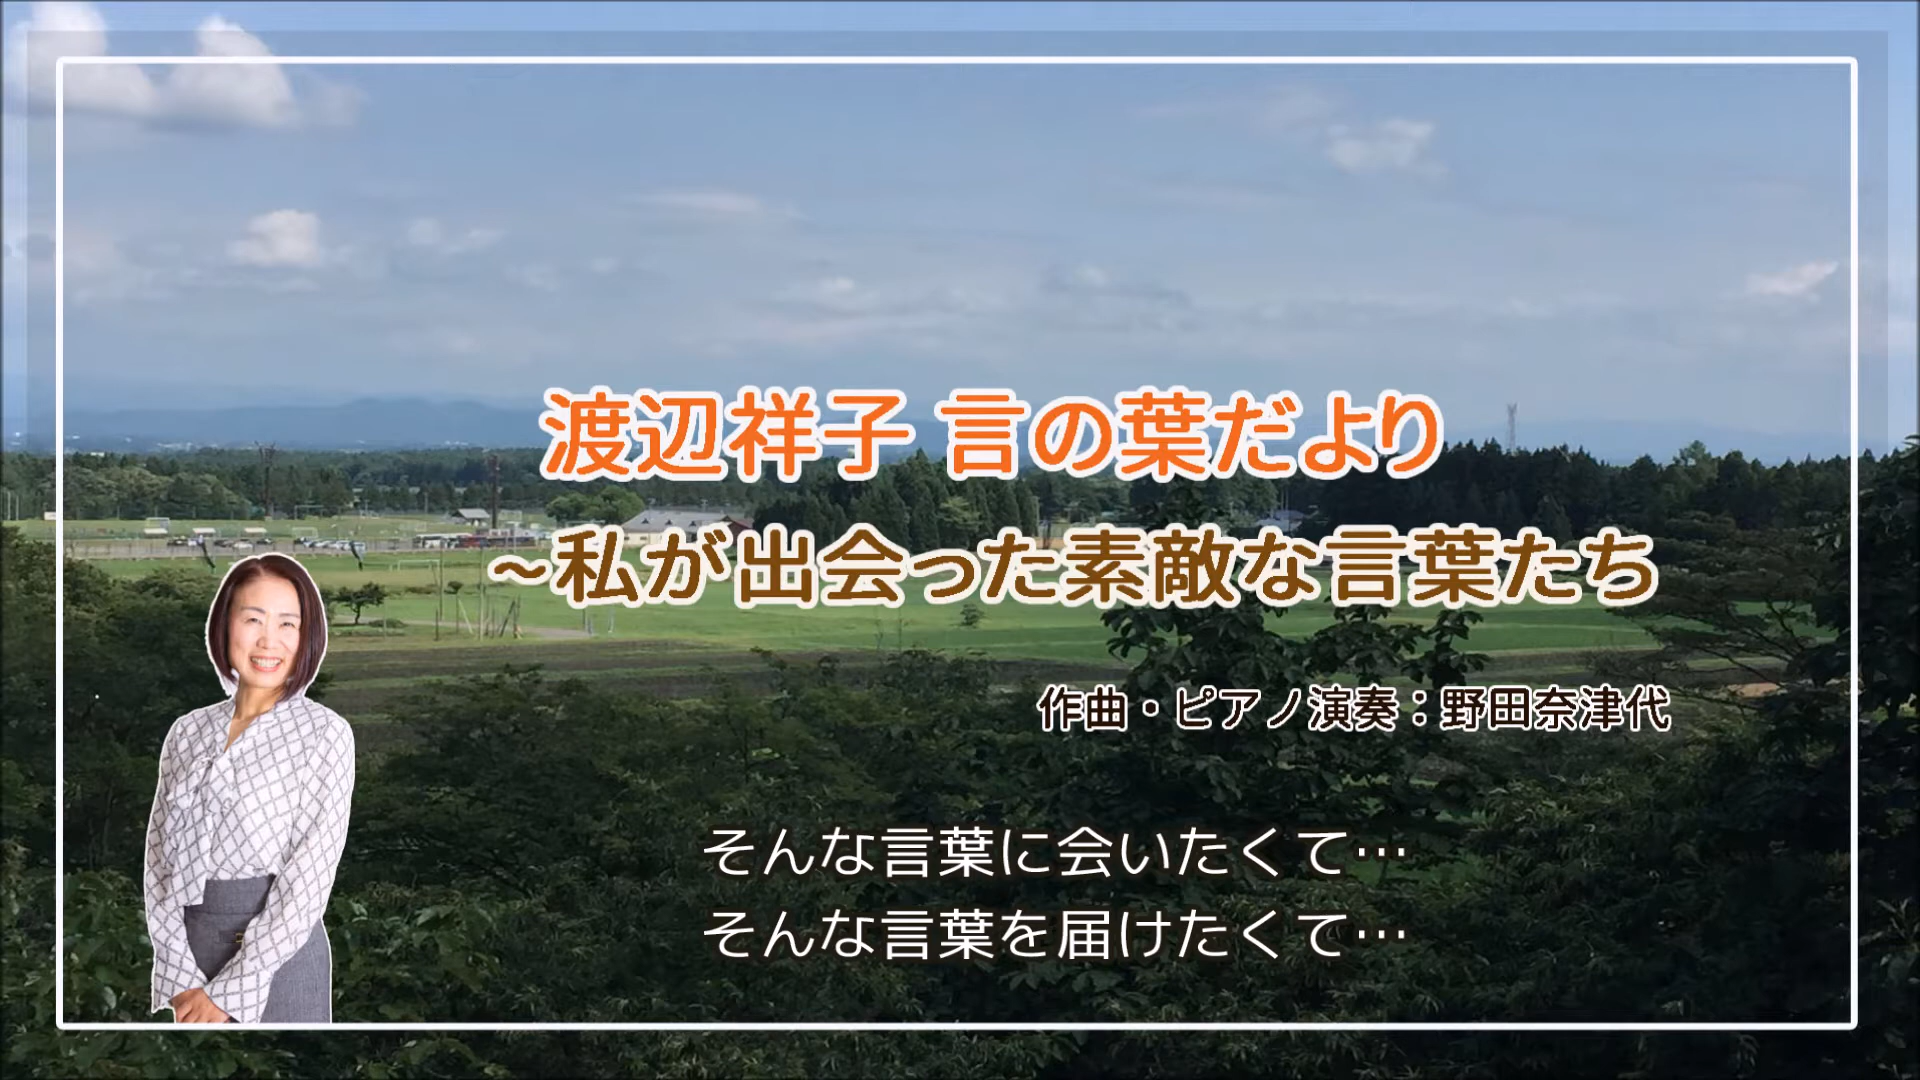 渡辺祥子 言の葉だより
~私が出会った素敵な言葉たち
作曲・ピアノ演奏：野田奈津代
そんな言葉に会いたくて…
そんな言葉を届けたくて…